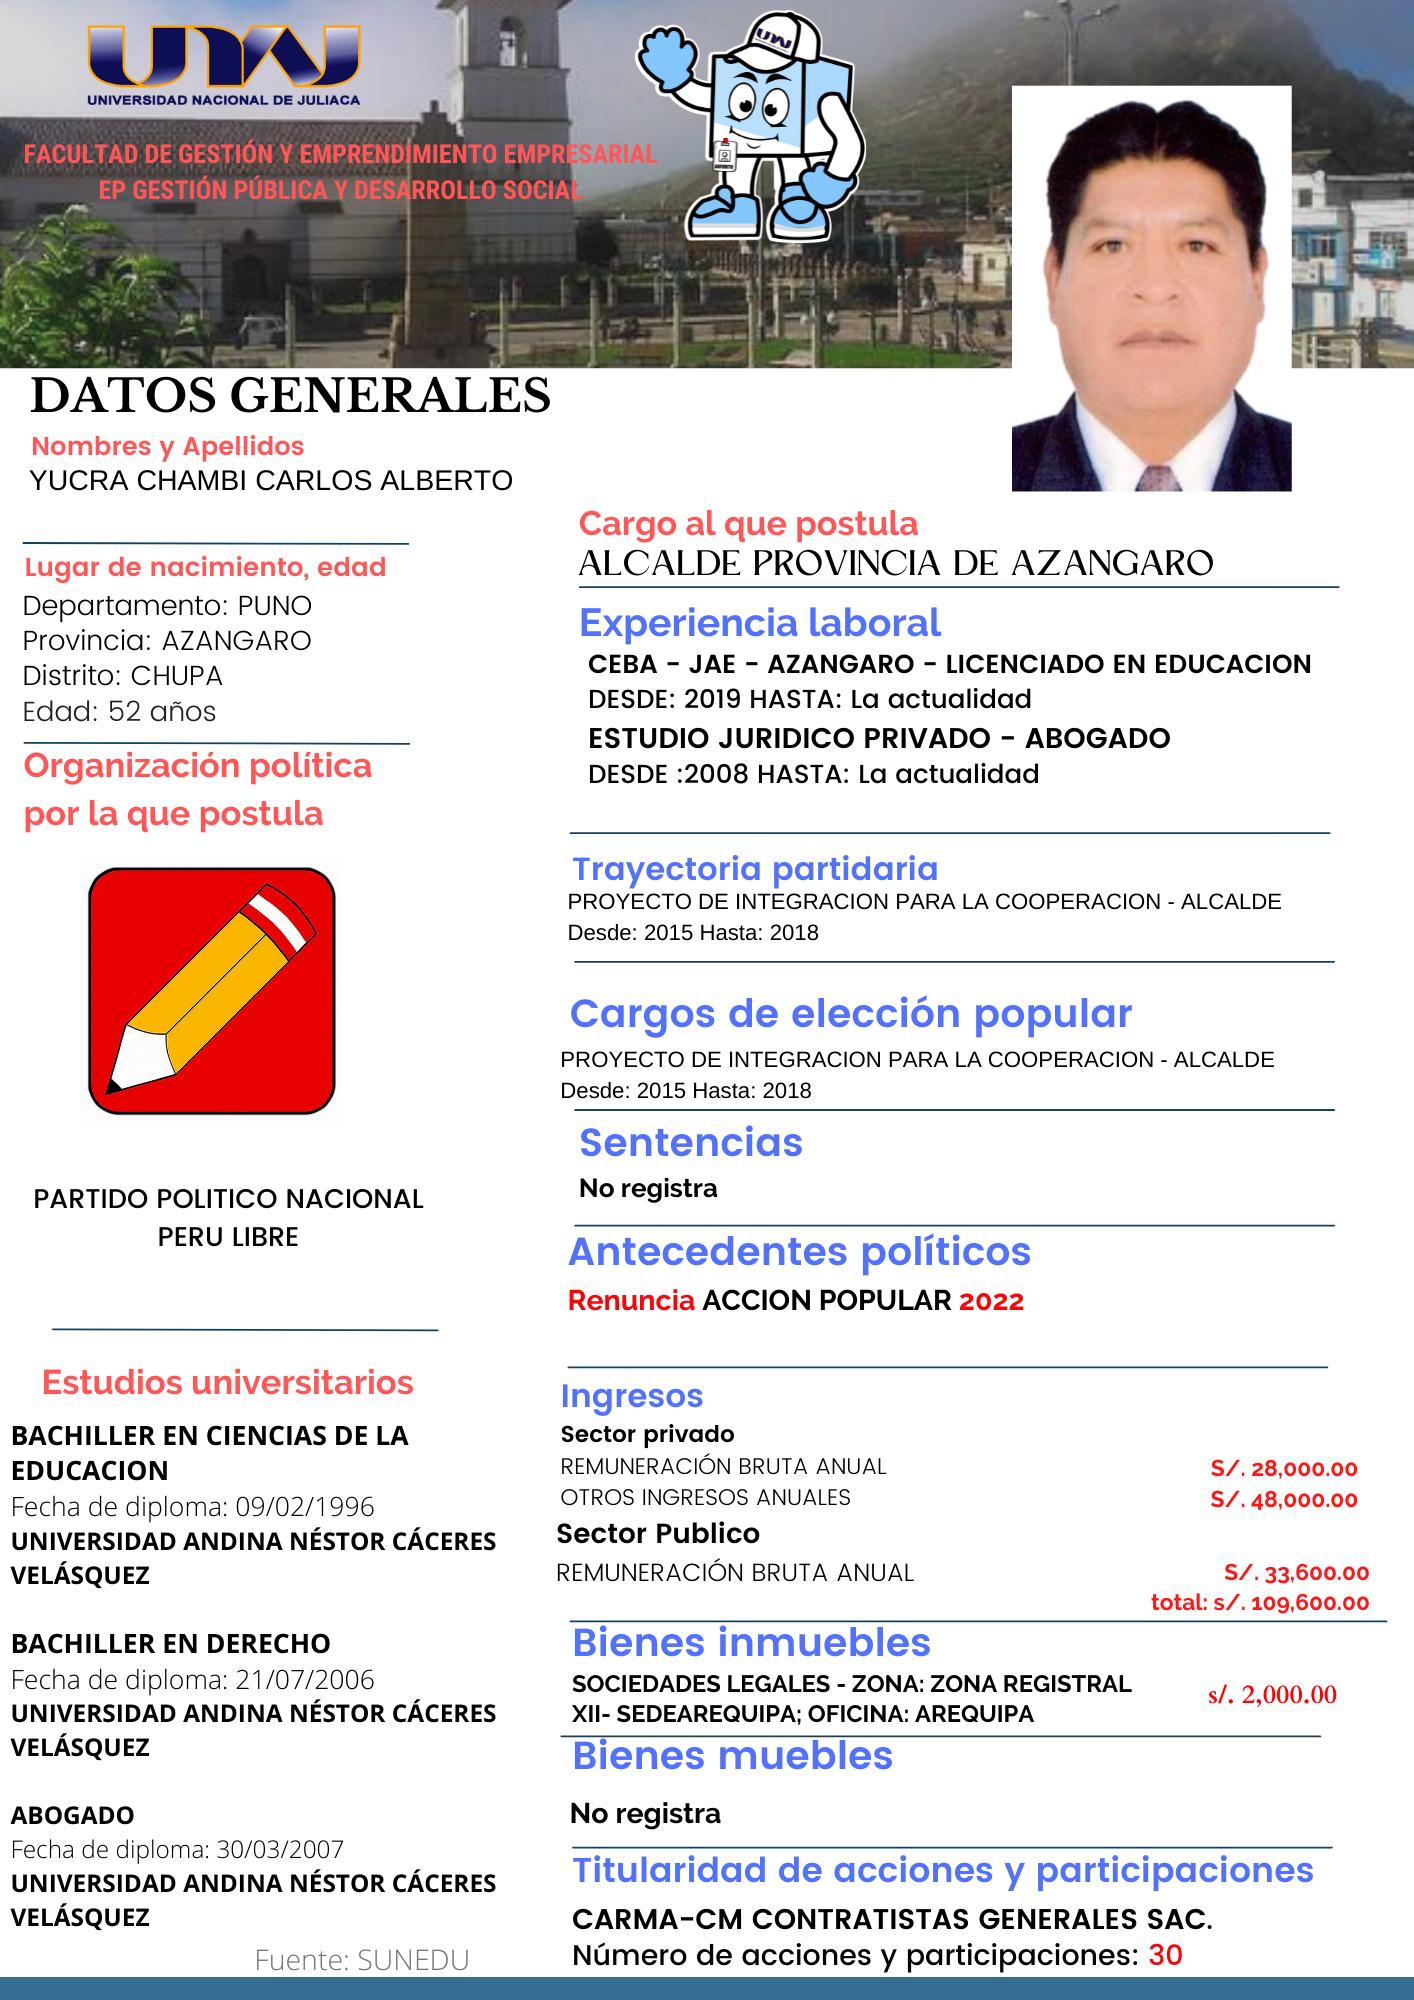 UNAJ
UNIVERSIDAD NACIONAL DE JULIACA
FACULTAD DE GESTIÓN Y EMPRENDIMIENTO EMPRESARIAL
EP GESTIÓN PÚBLICA Y DESARROLLO SOCIAL
DATOS GENERALES
Nombres y Apellidos
YUCRA CHAMBI CARLOS ALBERTO
Lugar de nacimiento, edad
Departamento: PUNO
Provincia: AZANGARO
Distrito: CHUPA
Edad: 52 años
Organización política
por la que postula
PARTIDO POLITICO NACIONAL
PERU LIBRE
Estudios universitarios
BACHILLER EN CIENCIAS DE LA
EDUCACION
Fecha de diploma: 09/02/1996
UNIVERSIDAD ANDINA NÉSTOR CÁCERES
VELÁSQUEZ
BACHILLER EN DERECHO
Fecha de diploma: 21/07/2006
UNIVERSIDAD ANDINA NÉSTOR CÁCERES
VELÁSQUEZ
ABOGADO
Fecha de diploma: 30/03/2007
UNIVERSIDAD ANDINA NÉSTOR CÁCERES
VELÁSQUEZ
Fuente: SUNEDU
Cargo al que postula
ALCALDE PROVINCIA DE AZANGARO
Experiencia laboral
CEBA - JAE - AZANGARO - LICENCIADO EN EDUCACION
DESDE: 2019 HASTA: La actualidad
ESTUDIO JURIDICO PRIVADO - ABOGADO
DESDE :2008 HASTA: La actualidad
Trayectoria partidaria
PROYECTO DE INTEGRACION PARA LA COOPERACION - ALCALDE
Desde: 2015 Hasta: 2018
Cargos de elección popular
PROYECTO DE INTEGRACION PARA LA COOPERACION - ALCALDE
Desde: 2015 Hasta: 2018
Sentencias
No registra
Antecedentes políticos
Renuncia ACCION POPULAR 2022
Ingresos
Sector privado
REMUNERACIÓN BRUTA ANUAL S/. 28,000.00
OTROS INGRESOS ANUALES S/. 48,000.00
Sector Publico
REMUNERACIÓN BRUTA ANUAL S/. 33,600.00
total: s/. 109,600.00
Bienes inmuebles
SOCIEDADES LEGALES - ZONA: ZONA REGISTRAL
XII- SEDEAREQUIPA; OFICINA: AREQUIPA s/. 2,000.00
Bienes muebles
No registra
Titularidad de acciones y participaciones
CARMA-CM CONTRATISTAS GENERALES SAC.
Número de acciones y participaciones: 30